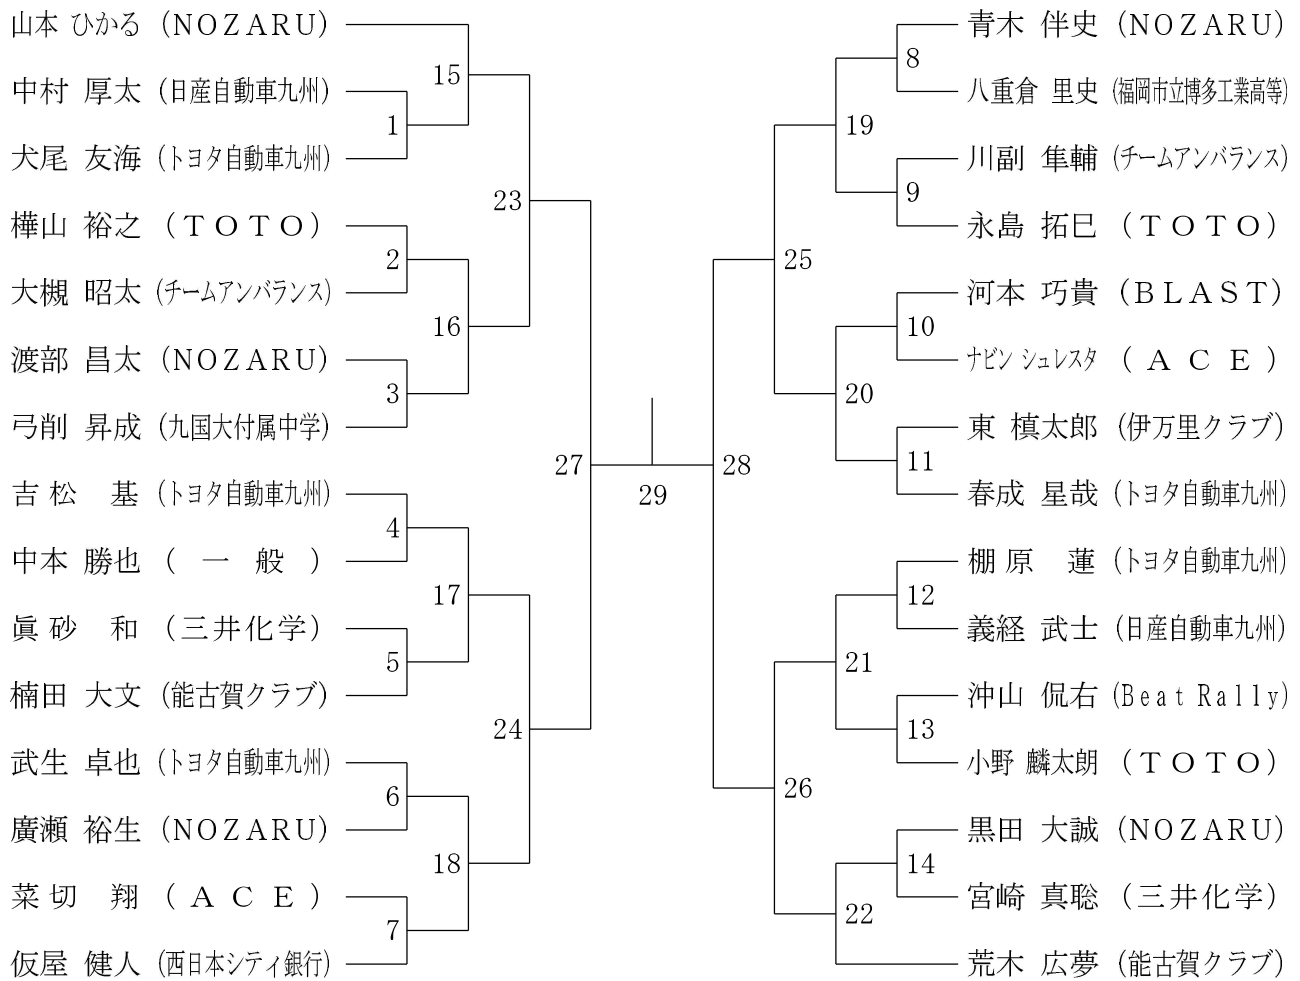 山本 ひかる (NOZARU)
中村 厚太 (日産自動車九州)
犬尾 友海 (トヨタ自動車九州)
樺山 裕之 (TOTO)
大槻 昭太 (チームアンバランス)
渡部 昌太 (NOZARU)
弓削 昇成 (九国大付属中学)
吉松 基 (トヨタ自動車九州)
中本 勝也 (一般)
眞砂 和 (三井化学)
楠田 大文 (能古賀クラブ)
武生 卓也 (トヨタ自動車九州)
廣瀬 裕生 (NOZARU)
菜切 翔 (ACE)
仮屋 健人 (西日本シティ銀行)
1
2
3
4
5
6
7
15
16
17
18
23
24
27
29
28
25
26
19
20
21
22
8
9
10
11
12
13
14
青木 伴史 (NOZARU)
八重倉 里史 (福岡市立博多工業高等)
川副 隼輔 (チームアンバランス)
永島 拓巳 (TOTO)
河本 巧貴 (BLAST)
ナビン シュレスタ (ACE)
東 槙太郎 (伊万里クラブ)
春成 星哉 (トヨタ自動車九州)
棚原 蓮 (トヨタ自動車九州)
義経 武士 (日産自動車九州)
沖山 侃右 (Beat Rally)
小野 麟太朗 (TOTO)
黒田 大誠 (NOZARU)
宮崎 真聡 (三井化学)
荒木 広夢 (能古賀クラブ)